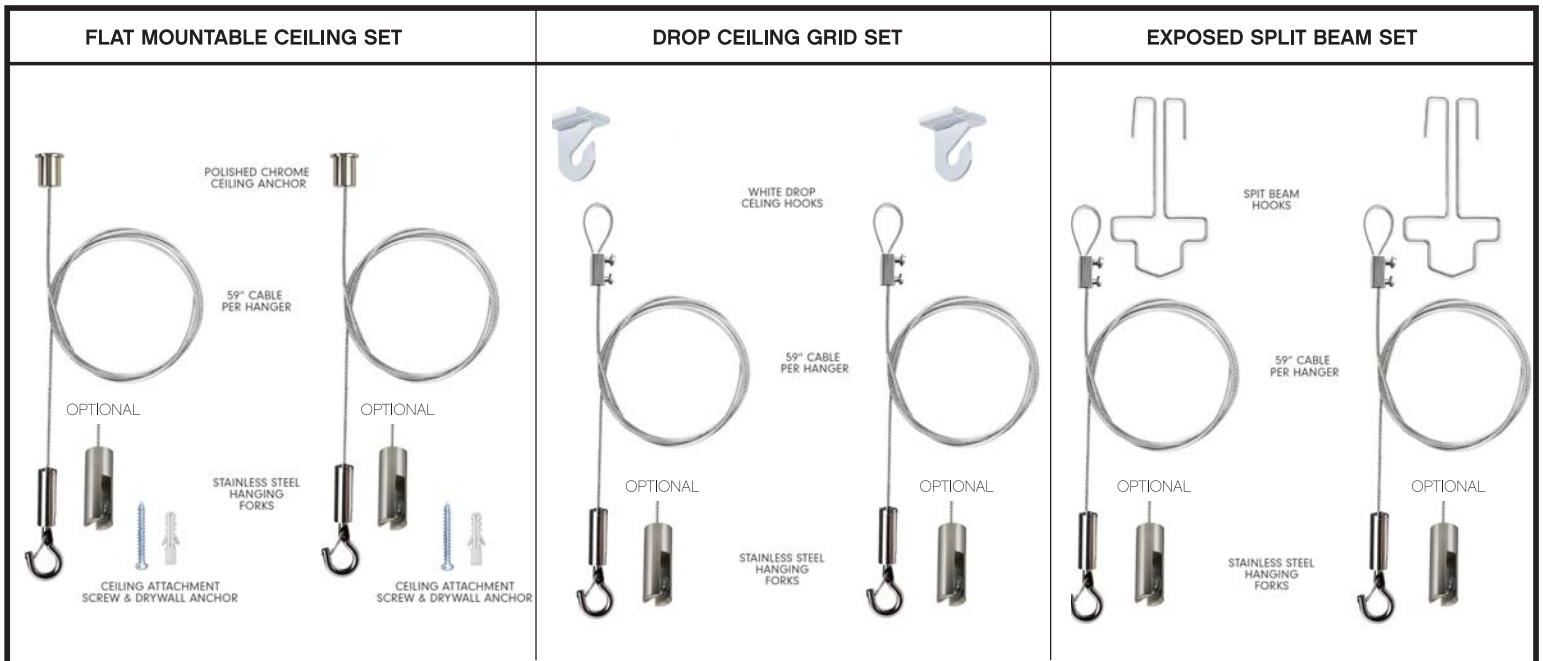 FLAT MOUNTABLE CEILING SET
DROP CEILING GRID SET
EXPOSED SPLIT BEAM SET
POLISHED CHROME
CEILING ANCHOR
59" CABLE
PER HANGER
OPTIONAL
OPTIONAL
STAINLESS STEEL
HANGING
FORKS
CEILING ATTACHMENT
SCREW & DRYWALL ANCHOR
CEILING ATTACHMENT
SCREW & DRYWALL ANCHOR
WHITE DROP
CELING HOOKS
59" CABLE
PER HANGER
OPTIONAL
OPTIONAL
STAINLESS STEEL
HANGING
FORKS
SPIT BEAM
HOOKS
59" CABLE
PER HANGER
OPTIONAL
OPTIONAL
STAINLESS STEEL
HANGING
FORKS